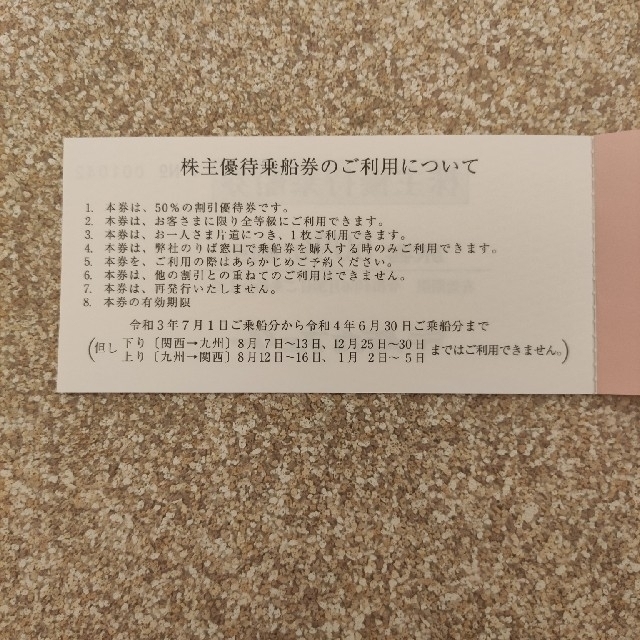 株主優待乗船券のご利用について
1. 本券は、50%の割引優待券です。
2. 本券は、お客さまに限り全等級にご利用できます。
3. 本券は、お一人さま片道につき、1枚ご利用できます。
4. 本券は、弊社のりば窓口で乗船券を購入する時のみご利用できます。
5. 本券を、ご利用の際はあらかじめご予約ください。
6. 本券は、他の割引との重ねてのご利用はできません。
7. 本券は、再発行いたしません。
8. 本券の有効期限
令和3年7月1日ご乗船分から令和4年6月30日ご乗船分まで
(但し 下り〔関西→九州〕8月 7日〜13日、12月25日〜30日
上り〔九州→関西〕8月12日〜16日、 1月 2日〜 5日 まではご利用できません。)